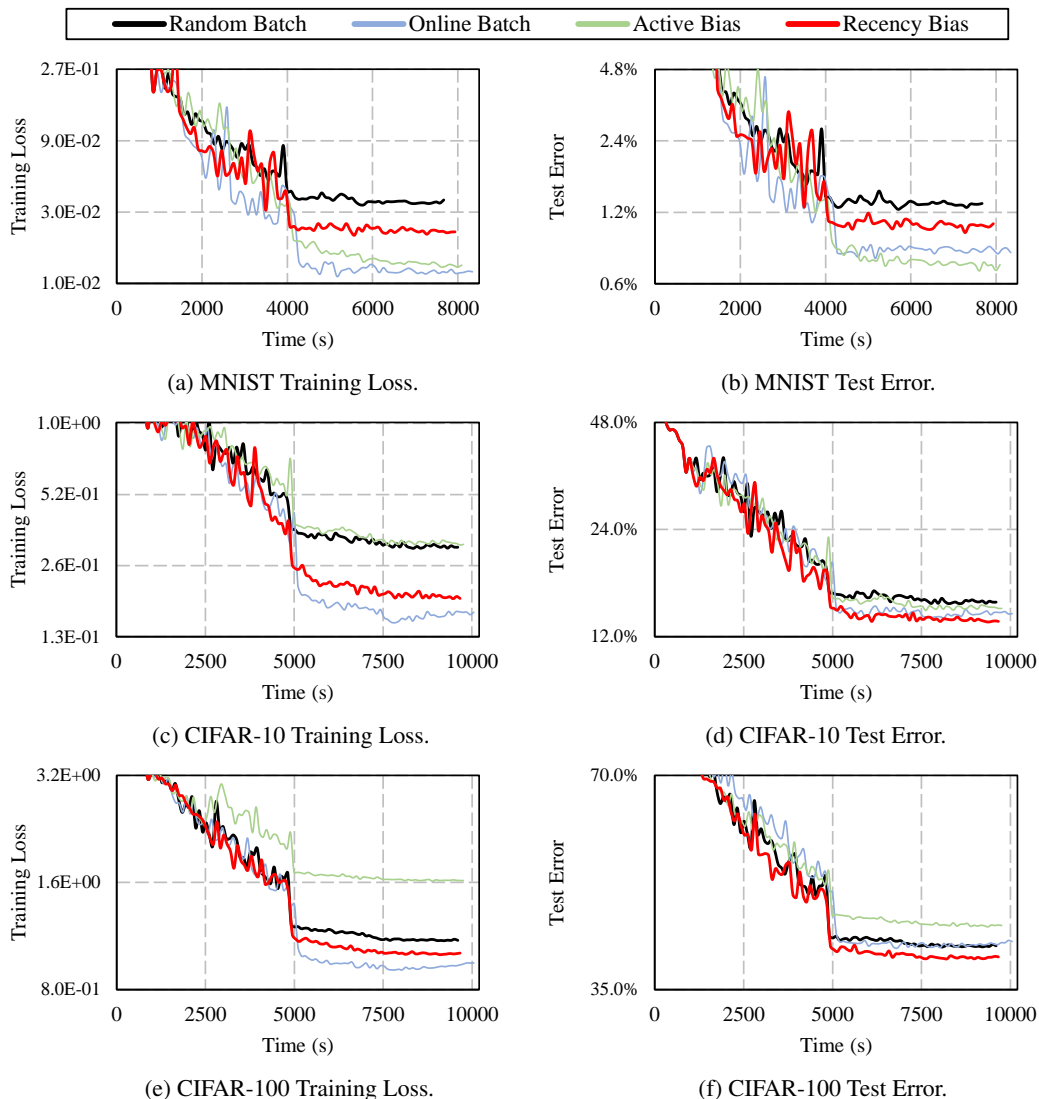 Random Batch Online Batch Active Bias Recency Bias
2.7E-01
9.0E-02
3.0E-02
1.0E-02
Training Loss
0 2000 4000 6000 8000
Time (s)
(a) MNIST Training Loss.
4.8%
2.4%
1.2%
0.6%
Test Error
0 2000 4000 6000 8000
Time (s)
(b) MNIST Test Error.
1.0E+00
5.2E-01
2.6E-01
1.3E-01
Training Loss
0 2500 5000 7500 10000
Time (s)
(c) CIFAR-10 Training Loss.
48.0%
24.0%
12.0%
Test Error
0 2500 5000 7500 10000
Time (s)
(d) CIFAR-10 Test Error.
3.2E+00
1.6E+00
8.0E-01
Training Loss
0 2500 5000 7500 10000
Time (s)
(e) CIFAR-100 Training Loss.
70.0%
35.0%
Test Error
0 2500 5000 7500 10000
Time (s)
(f) CIFAR-100 Test Error.